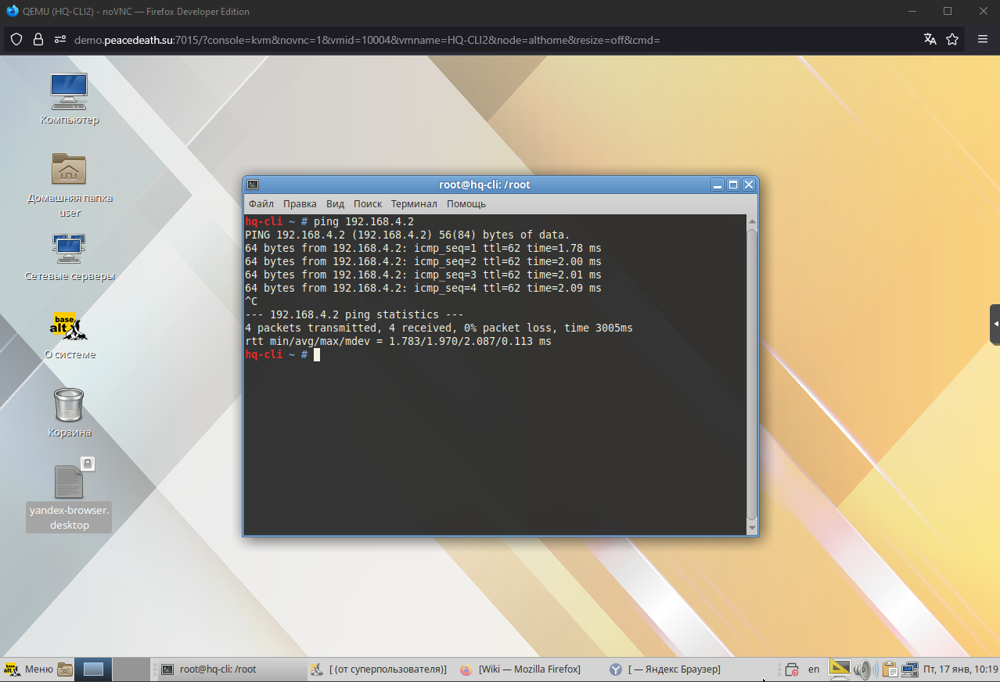 QEMU (HQ-CLI2) - noVNC — Firefox Developer Edition
demo.peacedeath.su:7015/?console=kvm&novnc=1&vmid=10004&vmname=HQ-CLI2&node=althome&resize=off&cmd=
Компьютер
Домашняя папка
user
Сетевые серверы
base
alt
О системе
Корзина
yandex-browser.
desktop
root@hq-cli: /root
Файл Правка Вид Поиск Терминал Помощь
hq-cli ~ # ping 192.168.4.2
PING 192.168.4.2 (192.168.4.2) 56(84) bytes of data.
64 bytes from 192.168.4.2: icmp_seq=1 ttl=62 time=1.78 ms
64 bytes from 192.168.4.2: icmp_seq=2 ttl=62 time=2.00 ms
64 bytes from 192.168.4.2: icmp_seq=3 ttl=62 time=2.01 ms
64 bytes from 192.168.4.2: icmp_seq=4 ttl=62 time=2.09 ms
^C
--- 192.168.4.2 ping statistics ---
4 packets transmitted, 4 received, 0% packet loss, time 3005ms
rtt min/avg/max/mdev = 1.783/1.970/2.087/0.113 ms
hq-cli ~ #
Меню root@hq-cli: /root [ (от суперпользователя)] [Wiki — Mozilla Firefox] [ — Яндекс Браузер] en Пт, 17 янв, 10:19